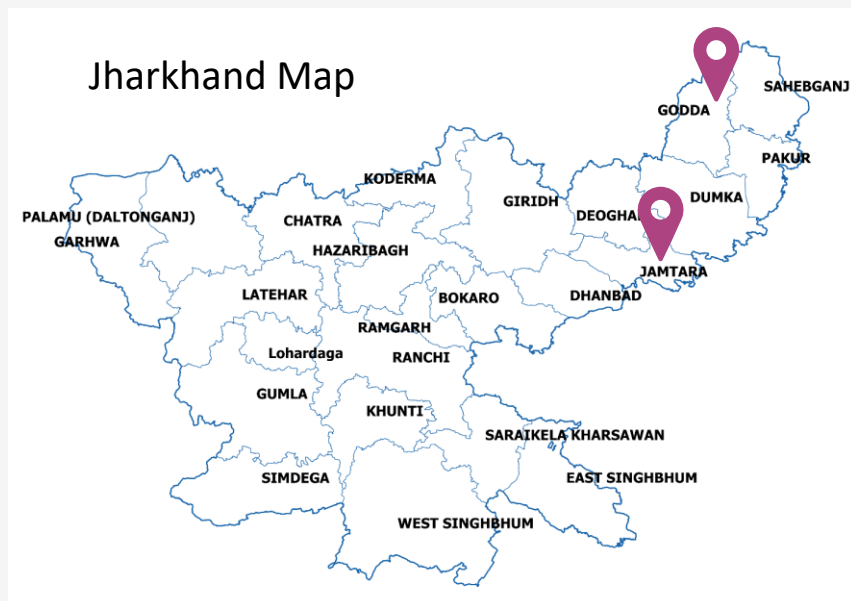 Jharkhand Map
SAHEBGANJ
GODDA
PAKUR
KODERMA
DUMKA
GIRIDH
DEOGHA
PALAMU (DALTONGANJ)
CHATRA
GARHWA
HAZARIBAGH
JAMTARA
LATEHAR
BOKARO
DHANBAD
RAMGARH
Lohardaga
RANCHI
GUMLA
KHUNTI
SARAIKELA KHARSAWAN
SIMDEGA
EAST SINGHBHUM
WEST SINGHBHUM